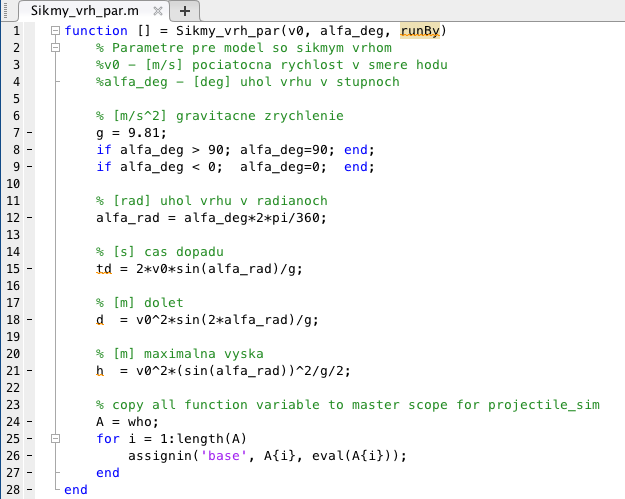 Sikmy_vrh_par.m × +
1 function [] = Sikmy_vrh_par(v0, alfa_deg, runBy)
2 % Parametre pre model so sikmym vrhom
3 %v0 – [m/s] pociatocna rychlost v smere hodu
4 %alfa_deg – [deg] uhol vrhu v stupnoch
5
6 % [m/s^2] gravitacne zrychlenie
7 – g = 9.81;
8 – if alfa_deg > 90; alfa_deg=90; end;
9 – if alfa_deg < 0;  alfa_deg=0;  end;
10
11 % [rad] uhol vrhu v radianoch
12 – alfa_rad = alfa_deg*2*pi/360;
13
14 % [s] cas dopadu
15 – td = 2*v0*sin(alfa_rad)/g;
16
17 % [m] dolet
18 – d  = v0^2*sin(2*alfa_rad)/g;
19
20 % [m] maximalna vyska
21 – h  = v0^2*(sin(alfa_rad))^2/g/2;
22
23 % copy all function variable to master scope for projectile_sim
24 – A = who;
25 – for i = 1:length(A)
26 – assignin('base', A{i}, eval(A{i}));
27 – end
28 – end